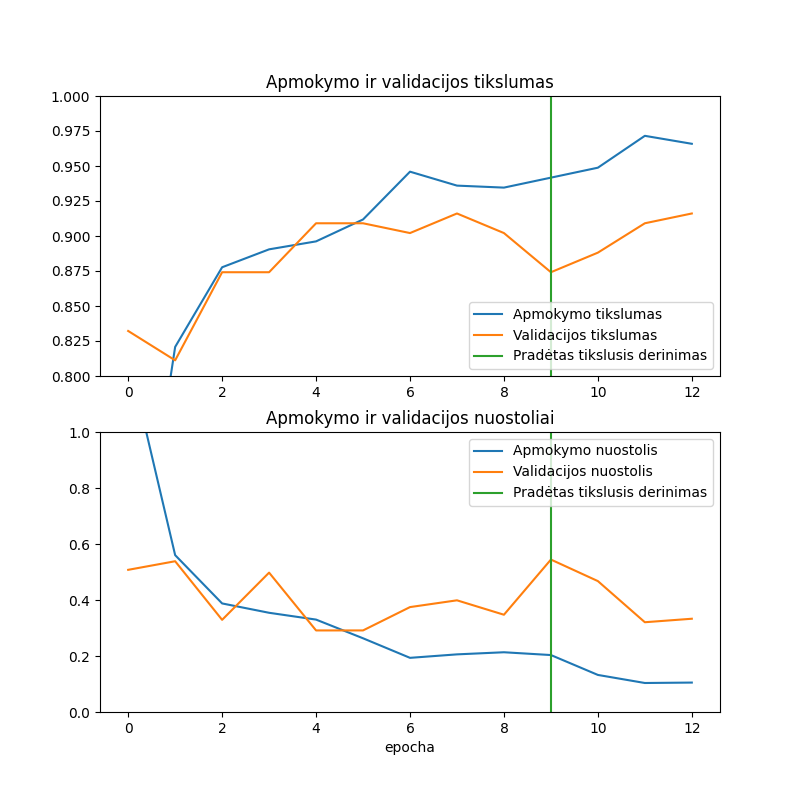 Apmokymo ir validacijos tikslumas
1.000
0.975
0.950
0.925
0.900
0.875
0.850
0.825
0.800
Apmokymo tikslumas
Validacijos tikslumas
Pradėtas tikslusis derinimas
0 2 4 6 8 10 12
Apmokymo ir validacijos nuostoliai
1.0
0.8
0.6
0.4
0.2
0.0
Apmokymo nuostolis
Validacijos nuostolis
Pradėtas tikslusis derinimas
0 2 4 6 8 10 12
epocha